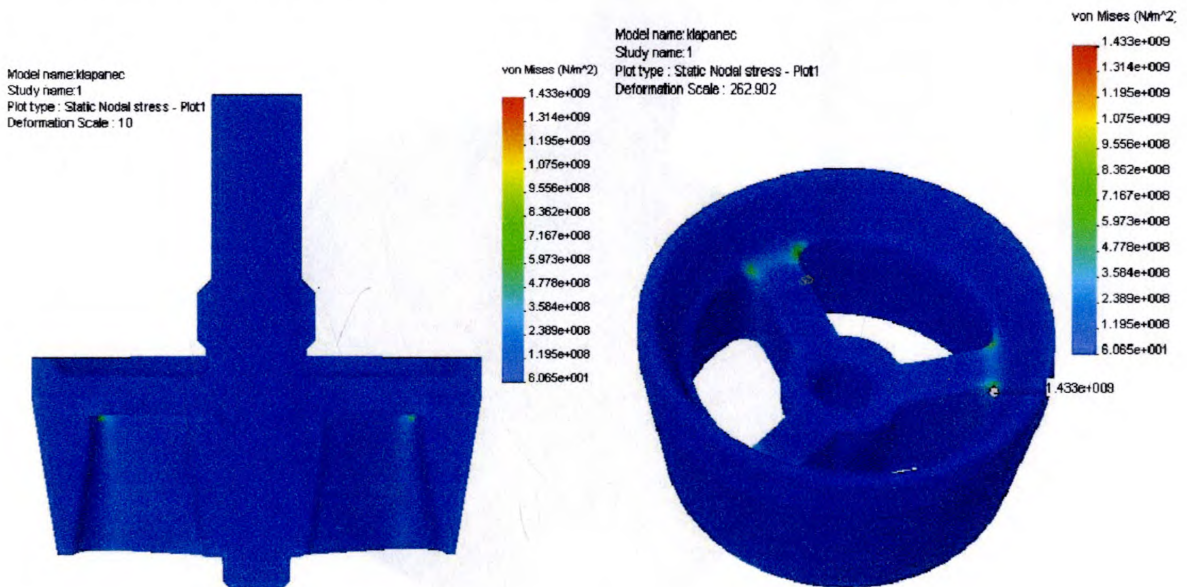 Model name:klapanec
Study name:1
Plot type : Static Nodal stress - Plot1
Deformation Scale : 10
von Mises (N/m^2)
1.433e+009
1.314e+009
1.195e+009
1.075e+009
9.556e+008
8.362e+008
7.167e+008
5.973e+008
4.778e+008
3.584e+008
2.389e+008
1.195e+008
6.065e+001
Model name:klapanec
Study name:1
Plot type : Static Nodal stress - Plot1
Deformation Scale : 262.902
von Mises (N/m^2)
1.433e+009
1.314e+009
1.195e+009
1.075e+009
9.556e+008
8.362e+008
7.167e+008
5.973e+008
4.778e+008
3.584e+008
2.389e+008
1.195e+008
6.065e+001
1.433e+009